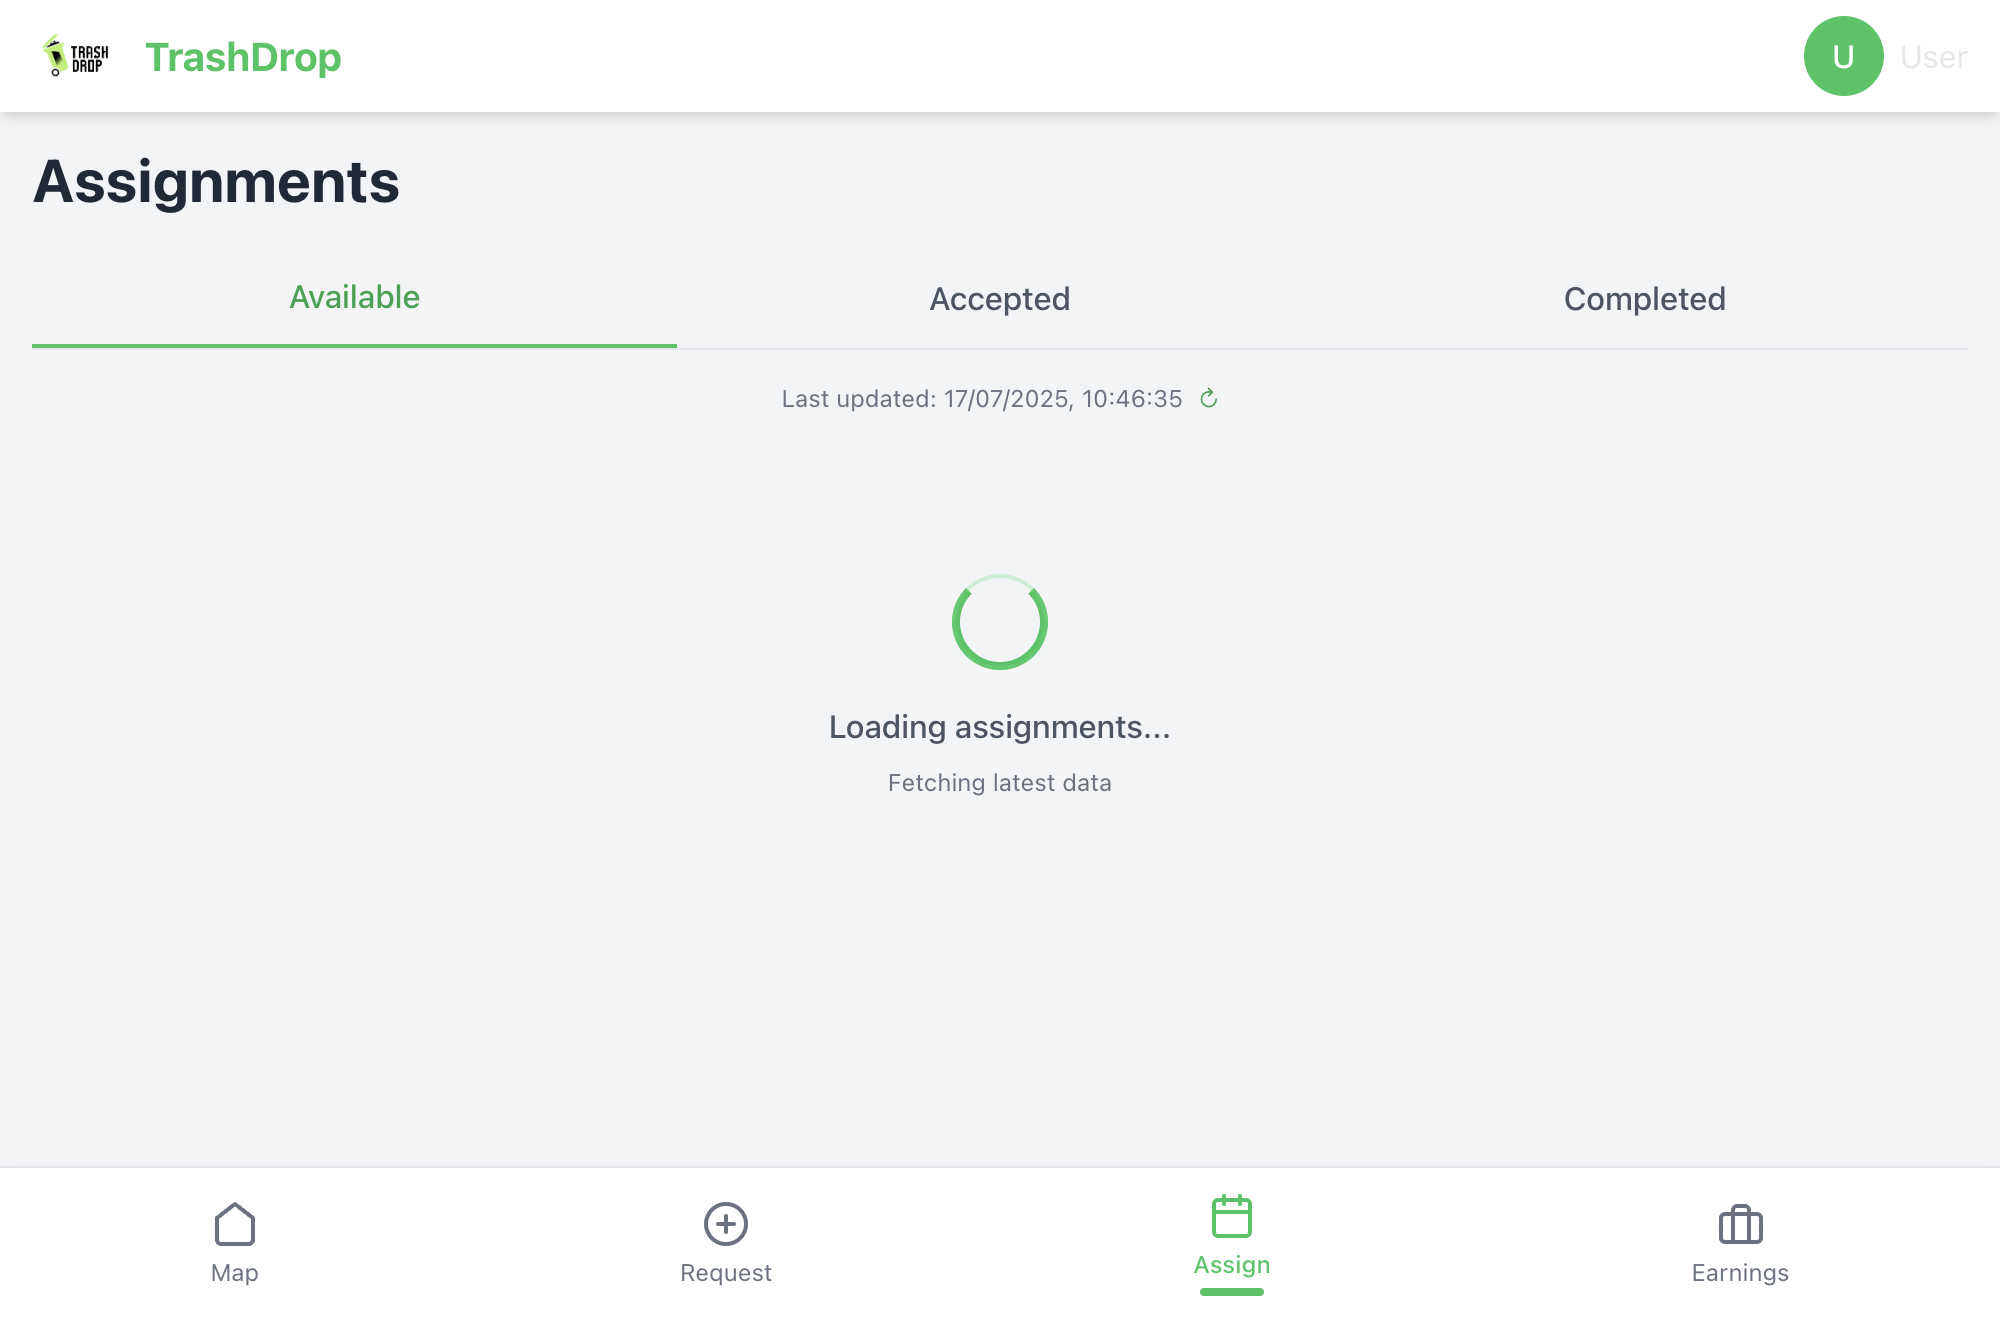 TRASH
DROP
TrashDrop
U
User
Assignments
Available
Accepted
Completed
Last updated: 17/07/2025, 10:46:35
Loading assignments...
Fetching latest data
Map
Request
Assign
Earnings